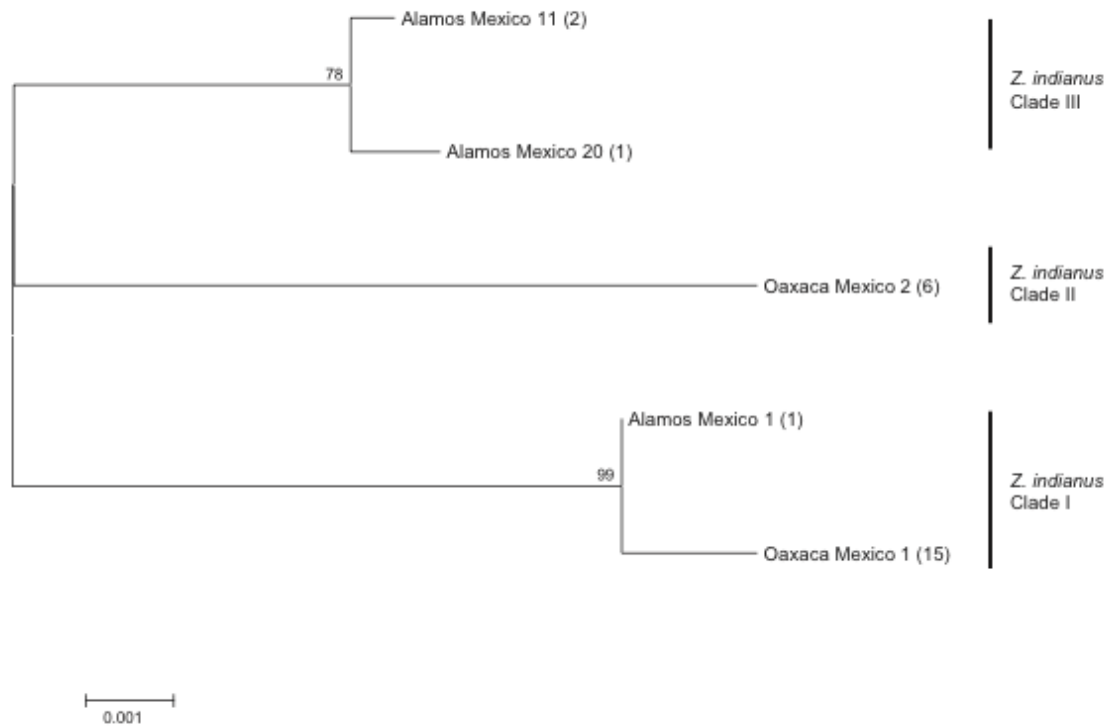 Alamos Mexico 11 (2)
78
Z. indianus
Clade III
Alamos Mexico 20 (1)
Z. indianus
Clade II
Oaxaca Mexico 2 (6)
Alamos Mexico 1 (1)
99
Z. indianus
Clade I
Oaxaca Mexico 1 (15)
0.001